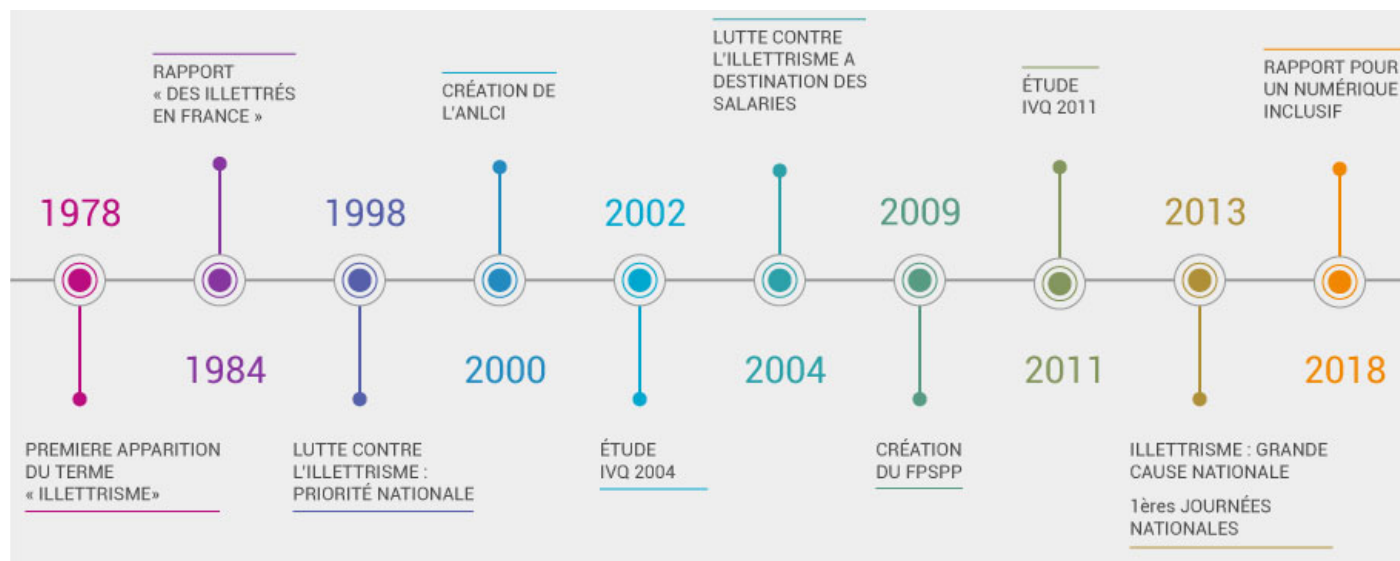 1978
PREMIERE APPARITION
DU TERME
« ILLETTRISME»
RAPPORT
« DES ILLETTRÉS
EN FRANCE »
1984
1998
LUTTE CONTRE
L'ILLETTRISME :
PRIORITÉ NATIONALE
CRÉATION DE
L'ANLCI
2000
2002
ÉTUDE
IVQ 2004
LUTTE CONTRE
L'ILLETTRISME A
DESTINATION DES
SALARIES
2004
2009
CRÉATION
DU FPSPP
ÉTUDE
IVQ 2011
2011
2013
ILLETTRISME : GRANDE
CAUSE NATIONALE
1ères JOURNÉES
NATIONALES
RAPPORT POUR
UN NUMÉRIQUE
INCLUSIF
2018